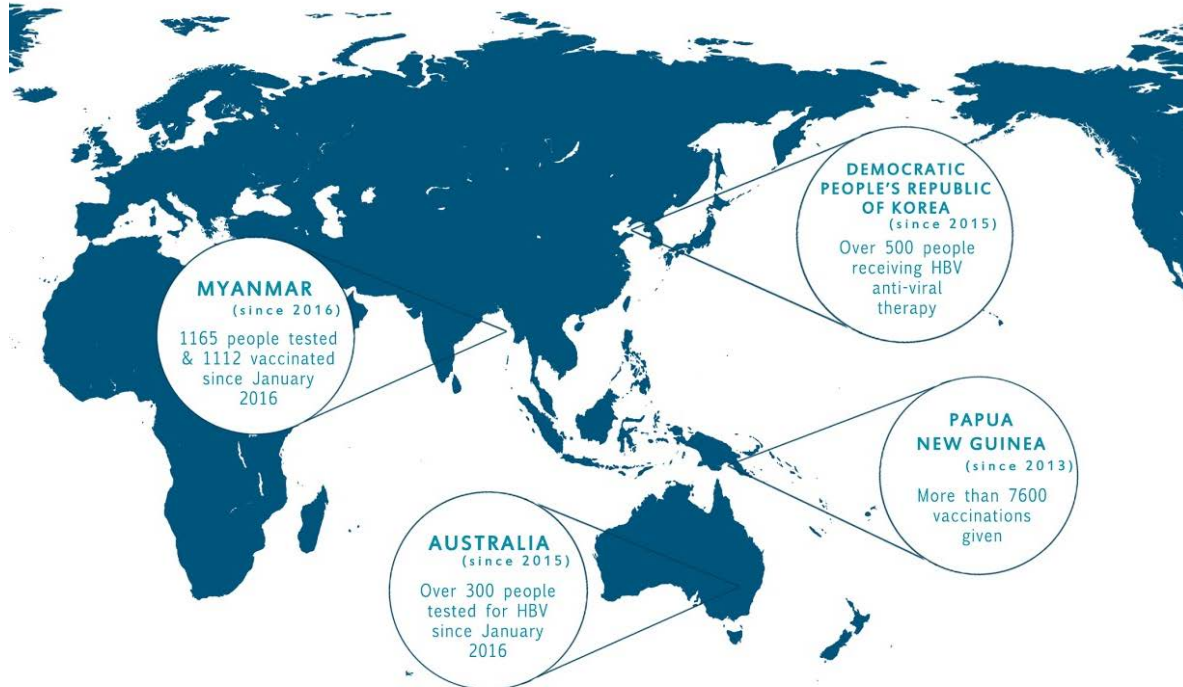 DEMOCRATIC
PEOPLE'S REPUBLIC
OF KOREA
(since 2015)
Over 500 people
receiving HBV
anti-viral
therapy
MYANMAR
(since 2016)
1165 people tested
& 1112 vaccinated
since January
2016
PAPUA
NEW GUINEA
(since 2013)
More than 7600
vaccinations
given
AUSTRALIA
(since 2015)
Over 300 people
tested for HBV
since January
2016